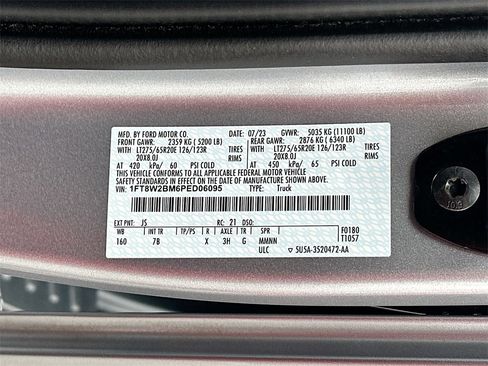 MFD. BY FORD MOTOR CO. 07/23 GVWR: 5035 KG (11100 LB)
FRONT GAWR: 2359 KG (5200 LB) REAR GAWR: 2876 KG (6340 LB)
WITH LT275/65R20E 126/123R TIRES WITH LT275/65R20E 126/123R TIRES
20X8.0J RIMS 20X8.0J RIMS
AT 420 kPa/ 60 PSI COLD AT 450 kPa/ 65 PSI COLD
THIS VEHICLE CONFORMS TO ALL APPLICABLE FEDERAL MOTOR VEHICLE
SAFETY STANDARDS IN EFFECT ON THE DATE OF MANUFACTURE SHOWN ABOVE.
VIN: 1FT8W2BM6PED06095 TYPE: Truck
EXT PNT: JS RC: 21 DSO:
WB INT TR TP/PS R AXLE TR SPR F0180
160 7B X 3H G MMNN T1057
ULC 5U5A-3520472-AA